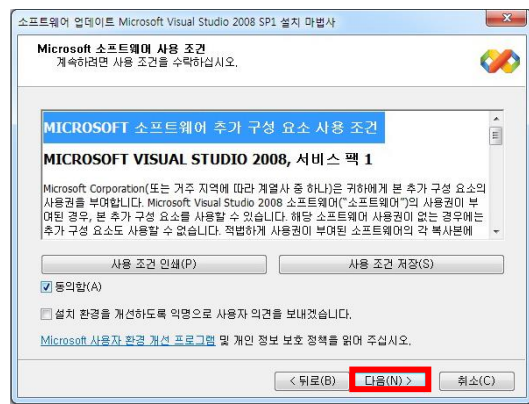 소프트웨어 업데이트 Microsoft Visual Studio 2008 SP1 설치 마법사
Microsoft 소프트웨어 사용 조건
계속하려면 사용 조건을 수락하십시오.
MICROSOFT 소프트웨어 추가 구성 요소 사용 조건
MICROSOFT VISUAL STUDIO 2008, 서비스 팩 1
Microsoft Corporation(또는 거주 지역에 따라 계열사 중 하나)은 귀하에게 본 추가 구성 요소의
사용권을 부여합니다. Microsoft Visual Studio 2008 소프트웨어("소프트웨어")의 사용권이 부
여된 경우, 본 추가 구성 요소를 사용할 수 있습니다. 해당 소프트웨어 사용권이 없는 경우에는
추가 구성 요소도 사용할 수 없습니다. 적법하게 사용권이 부여된 소프트웨어의 각 복사본에
사용 조건 인쇄(P) 사용 조건 저장(S)
동의함(A)
설치 환경을 개선하도록 익명으로 사용자 의견을 보내겠습니다.
Microsoft 사용자 환경 개선 프로그램 및 개인 정보 보호 정책을 읽어 주십시오.
< 뒤로(B) 다음(N) > 취소(C)